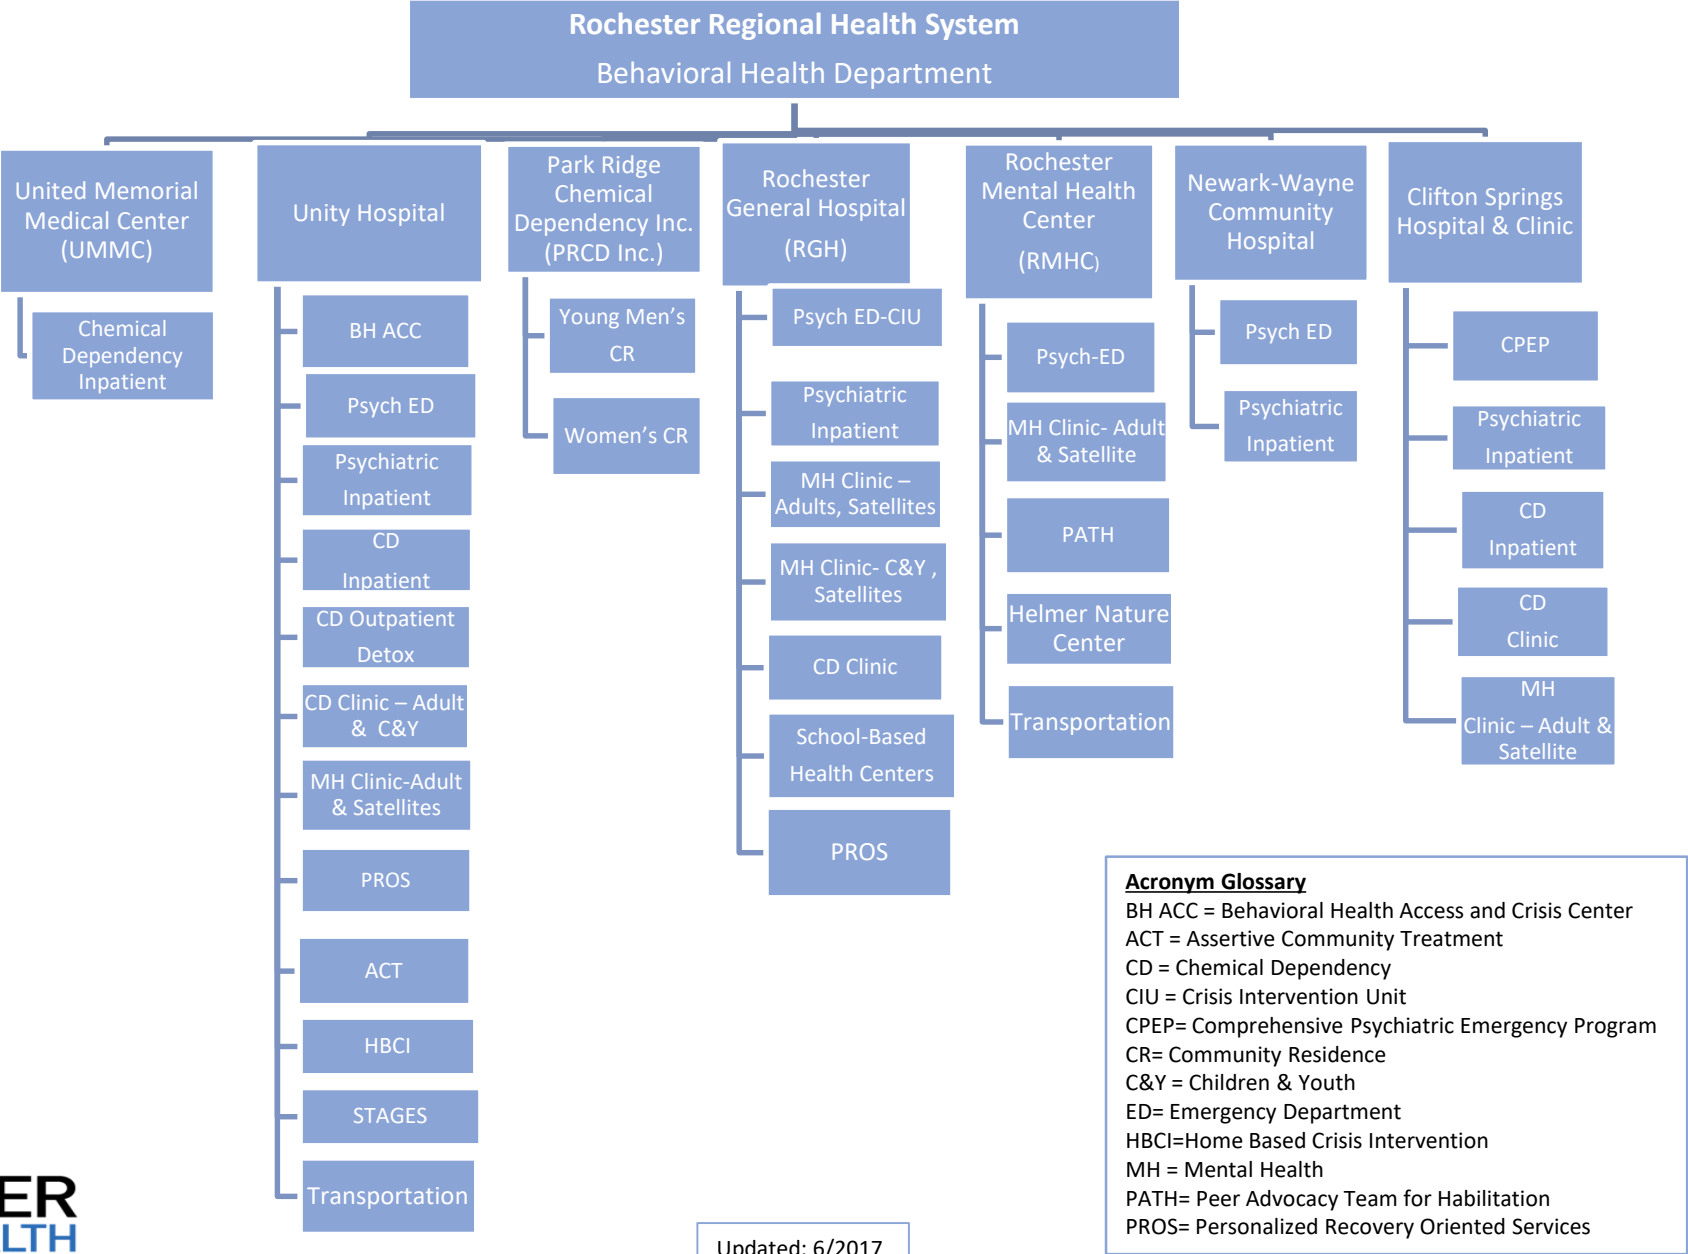 Rochester Regional Health System
Behavioral Health Department
United Memorial
Medical Center
(UMMC)
Chemical
Dependency
Inpatient
Unity Hospital
BH ACC
Psych ED
Psychiatric
Inpatient
CD
Inpatient
CD Outpatient
Detox
CD Clinic – Adult
& C&Y
MH Clinic-Adult
& Satellites
PROS
ACT
HBCI
STAGES
Transportation
Park Ridge
Chemical
Dependency Inc.
(PRCD Inc.)
Young Men’s
CR
Women’s CR
Rochester
General Hospital
(RGH)
Psych ED-CIU
Psychiatric
Inpatient
MH Clinic –
Adults, Satellites
MH Clinic- C&Y ,
Satellites
CD Clinic
School-Based
Health Centers
PROS
Rochester
Mental Health
Center
(RMHC)
Psych-ED
MH Clinic- Adult
& Satellite
PATH
Helmer Nature
Center
Transportation
Newark-Wayne
Community
Hospital
Psych ED
Psychiatric
Inpatient
Clifton Springs
Hospital & Clinic
CPEP
Psychiatric
Inpatient
CD
Inpatient
CD
Clinic
MH
Clinic – Adult &
Satellite
Acronym Glossary
BH ACC = Behavioral Health Access and Crisis Center
ACT = Assertive Community Treatment
CD = Chemical Dependency
CIU = Crisis Intervention Unit
CPEP= Comprehensive Psychiatric Emergency Program
CR= Community Residence
C&Y = Children & Youth
ED= Emergency Department
HBCI=Home Based Crisis Intervention
MH = Mental Health
PATH= Peer Advocacy Team for Habilitation
PROS= Personalized Recovery Oriented Services
ER
LTH
Updated: 6/2017